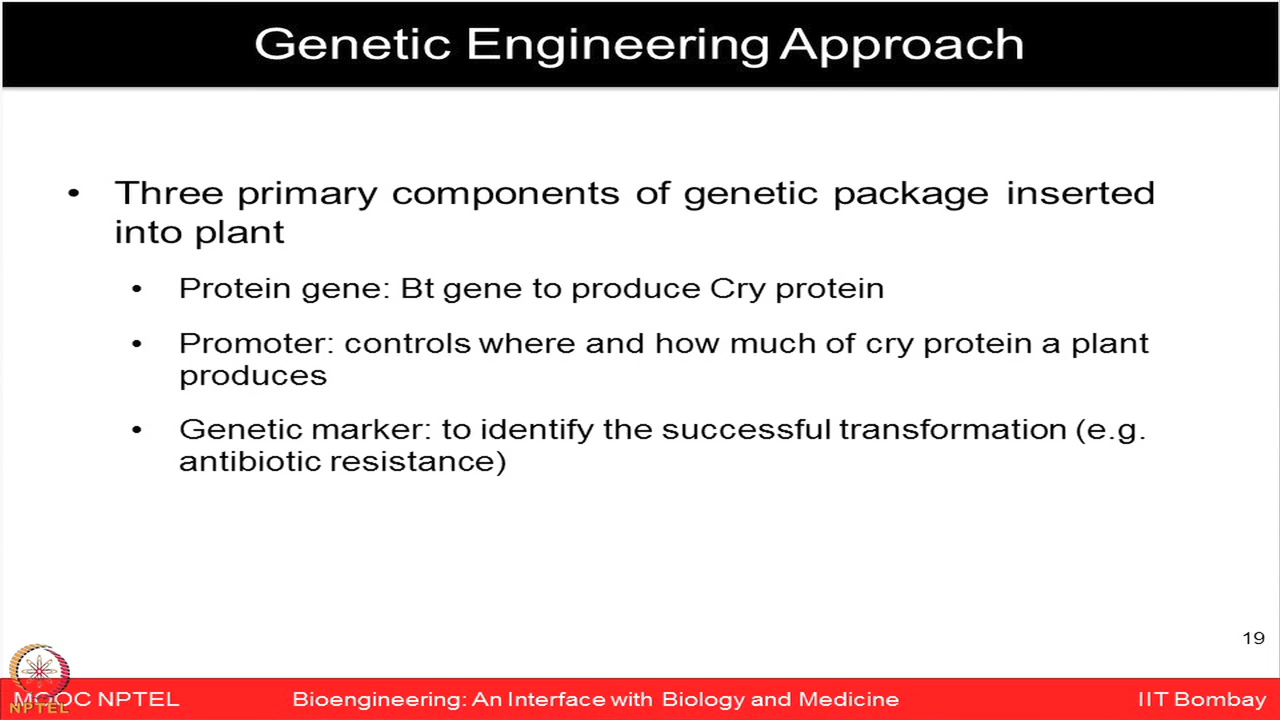 Genetic Engineering Approach
• Three primary components of genetic package inserted
into plant
• Protein gene: Bt gene to produce Cry protein
• Promoter: controls where and how much of cry protein a plant
produces
• Genetic marker: to identify the successful transformation (e.g.
antibiotic resistance)
19
MOOC NPTEL Bioengineering: An Interface with Biology and Medicine IIT Bombay
NPTEL